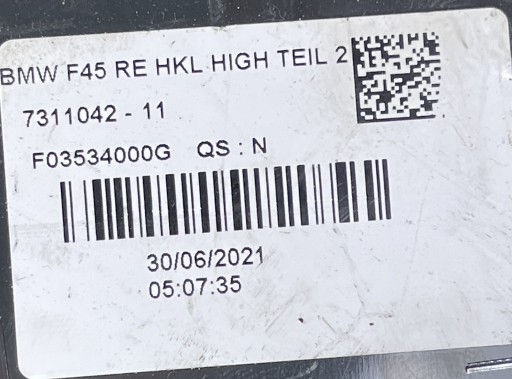 BMW F45 RE HKL HIGH TEIL 2
7311042 - 11
F03534000G QS : N
30/06/2021
05:07:35